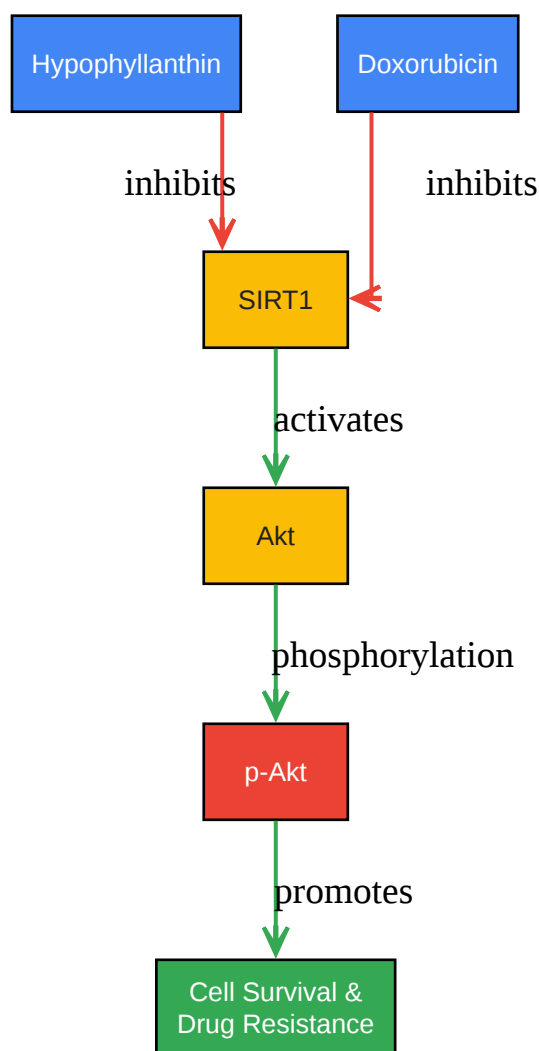 Hypophyllanthin
Doxorubicin
inhibits
inhibits
SIRT1
activates
Akt
phosphorylation
p-Akt
promotes
Cell Survival &
Drug Resistance